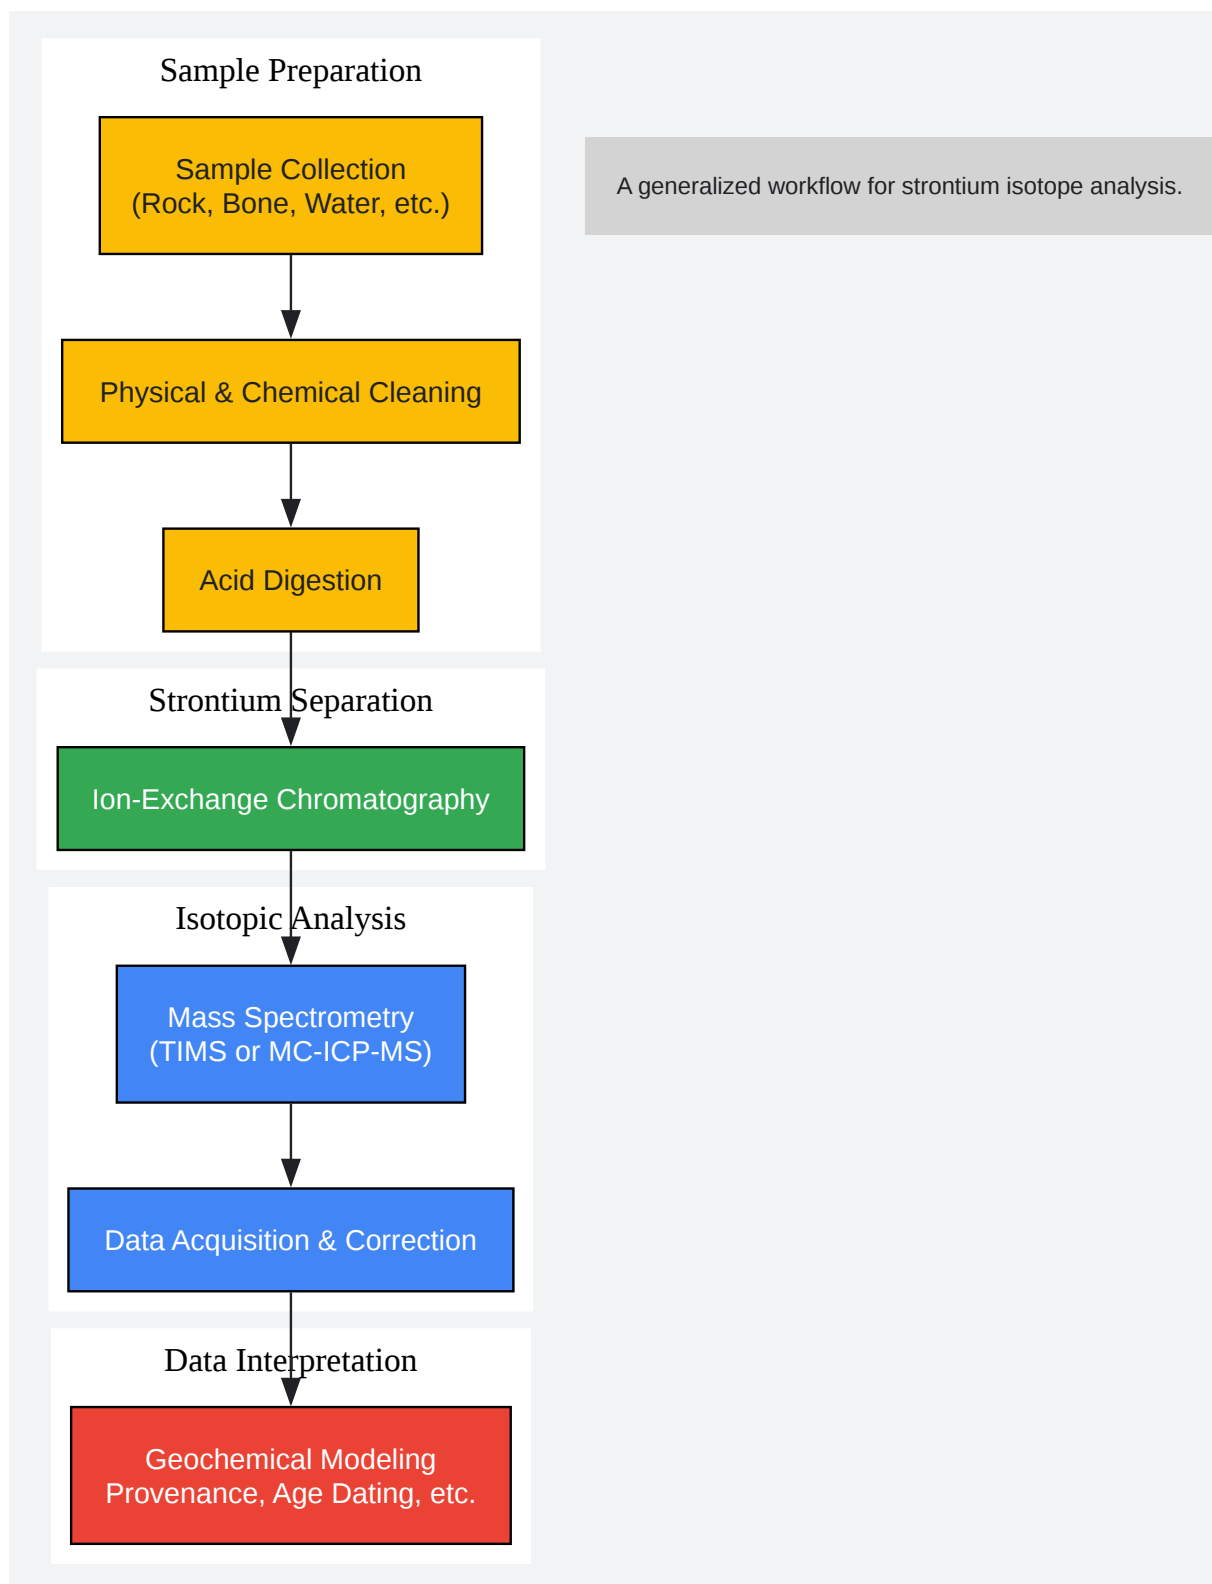 Sample Preparation
Sample Collection
(Rock, Bone, Water, etc.)
A generalized workflow for strontium isotope analysis.
Physical & Chemical Cleaning
Acid Digestion
Strontium Separation
Ion-Exchange Chromatography
Isotopic Analysis
Mass Spectrometry
(TIMS or MC-ICP-MS)
Data Acquisition & Correction
Data Interpretation
Geochemical Modeling
Provenance, Age Dating, etc.